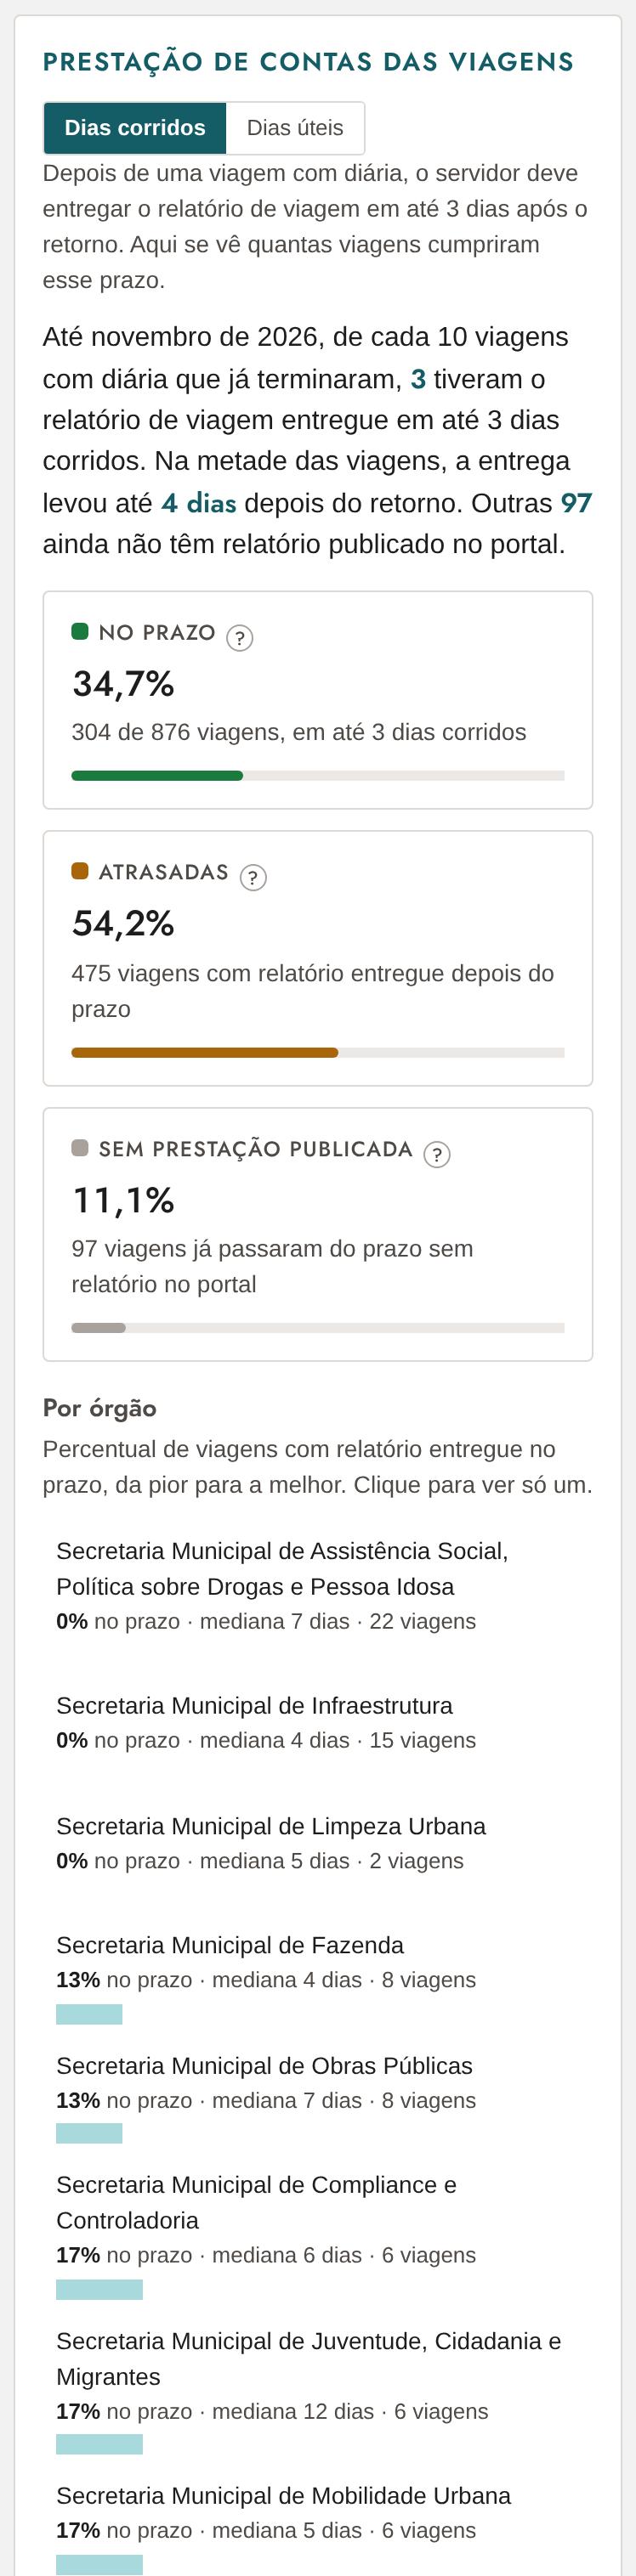 PRESTAÇÃO DE CONTAS DAS VIAGENS
Dias corridos Dias úteis
Depois de uma viagem com diária, o servidor deve
entregar o relatório de viagem em até 3 dias após o
retorno. Aqui se vê quantas viagens cumpriram
esse prazo.
Até novembro de 2026, de cada 10 viagens
com diária que já terminaram, 3 tiveram o
relatório de viagem entregue em até 3 dias
corridos. Na metade das viagens, a entrega
levou até 4 dias depois do retorno. Outras 97
ainda não têm relatório publicado no portal.
NO PRAZO ?
34,7%
304 de 876 viagens, em até 3 dias corridos
ATRASADAS ?
54,2%
475 viagens com relatório entregue depois do
prazo
SEM PRESTAÇÃO PUBLICADA ?
11,1%
97 viagens já passaram do prazo sem
relatório no portal
Por órgão
Percentual de viagens com relatório entregue no
prazo, da pior para a melhor. Clique para ver só um.
Secretaria Municipal de Assistência Social,
Política sobre Drogas e Pessoa Idosa
0% no prazo · mediana 7 dias · 22 viagens
Secretaria Municipal de Infraestrutura
0% no prazo · mediana 4 dias · 15 viagens
Secretaria Municipal de Limpeza Urbana
0% no prazo · mediana 5 dias · 2 viagens
Secretaria Municipal de Fazenda
13% no prazo · mediana 4 dias · 8 viagens
Secretaria Municipal de Obras Públicas
13% no prazo · mediana 7 dias · 8 viagens
Secretaria Municipal de Compliance e
Controladoria
17% no prazo · mediana 6 dias · 6 viagens
Secretaria Municipal de Juventude, Cidadania e
Migrantes
17% no prazo · mediana 12 dias · 6 viagens
Secretaria Municipal de Mobilidade Urbana
17% no prazo · mediana 5 dias · 6 viagens